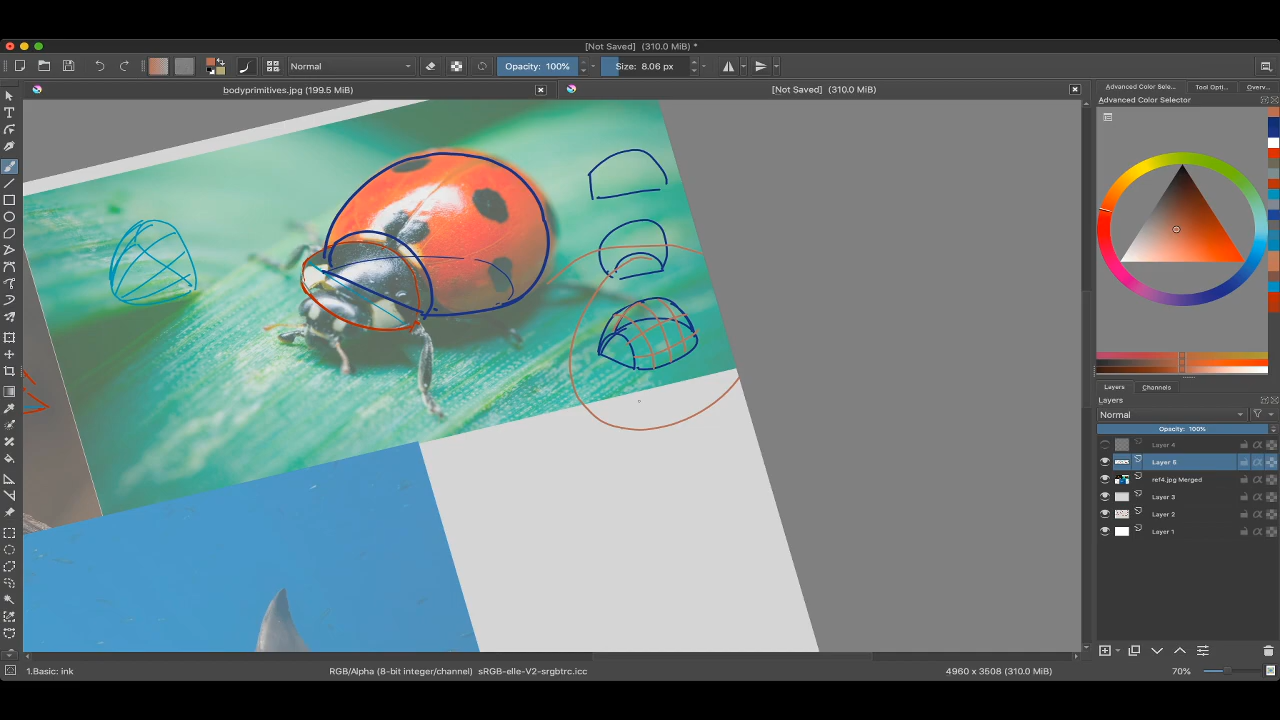 [Not Saved] (310.0 MiB) *
Normal
Opacity: 100%
Size: 8.06 px
bodyprimitives.jpg (199.5 MiB)
[Not Saved] (310.0 MiB)
Advanced Color Sele...
Tool Opti...
Overv...
Advanced Color Selector
Layers
Channels
Layers
Normal
Opacity: 100%
Layer 4
Layer 5
ref4.jpg Merged
Layer 3
Layer 2
Layer 1
1.Basic: ink
RGB/Alpha (8-bit integer/channel) sRGB-elle-V2-srgbtrc.icc
4960 x 3508 (310.0 MiB)
70%